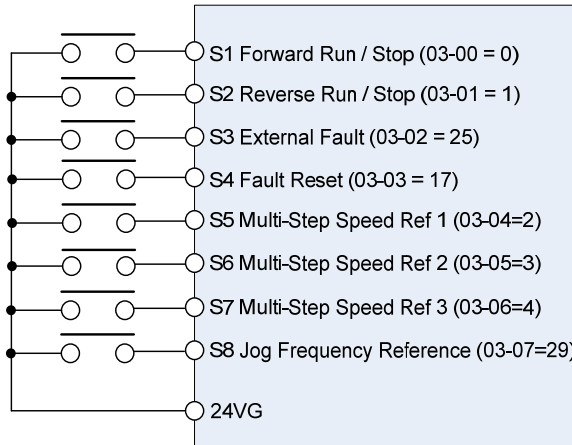 S1 Forward Run / Stop (03-00 = 0)
S2 Reverse Run / Stop (03-01 = 1)
S3 External Fault (03-02 = 25)
S4 Fault Reset (03-03 = 17)
S5 Multi-Step Speed Ref 1 (03-04=2)
S6 Multi-Step Speed Ref 2 (03-05=3)
S7 Multi-Step Speed Ref 3 (03-06=4)
S8 Jog Frequency Reference (03-07=29)
24VG